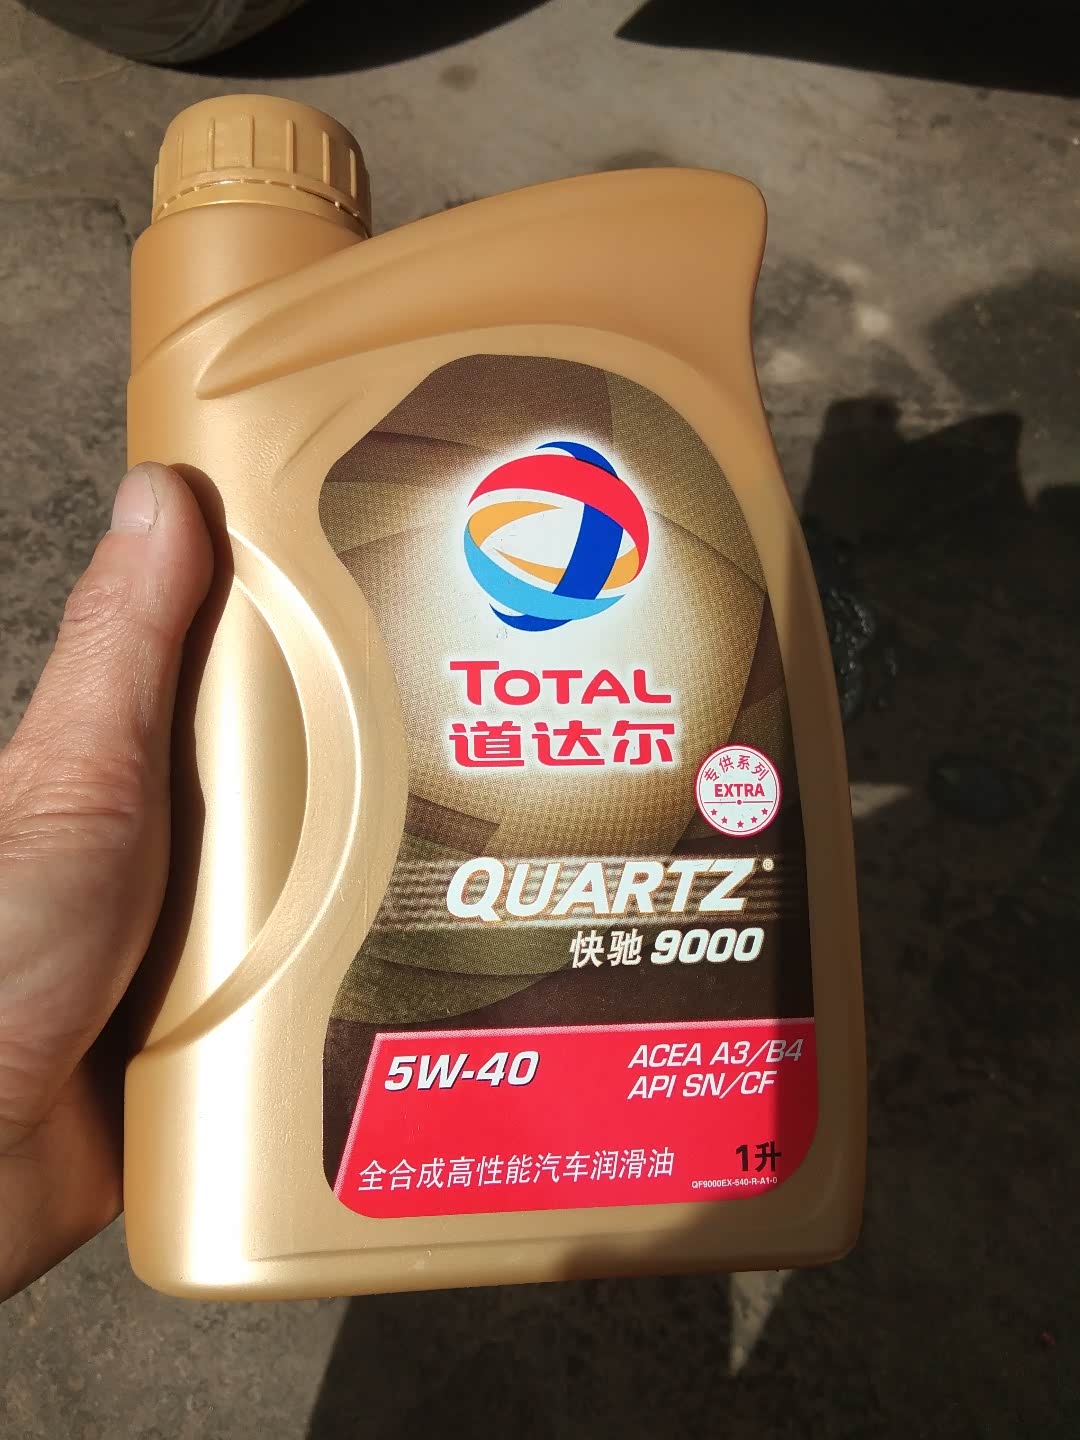 TOTAL
道达尔
专供系列
EXTRA
QUARTZ®
快驰 9000
5W-40
ACEA A3/B4
API SN/CF
全合成高性能汽车润滑油
1升
QF9000EX-540-R-A1-0